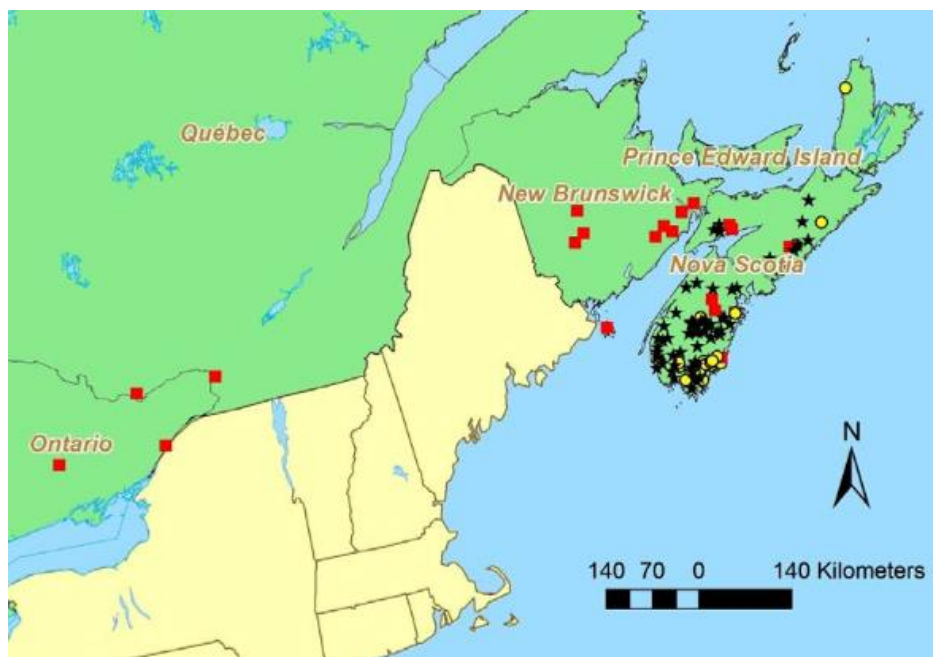 Québec
Prince Edward Island
New Brunswick
Nova Scotia
Ontario
N
140 70 0 140 Kilometers